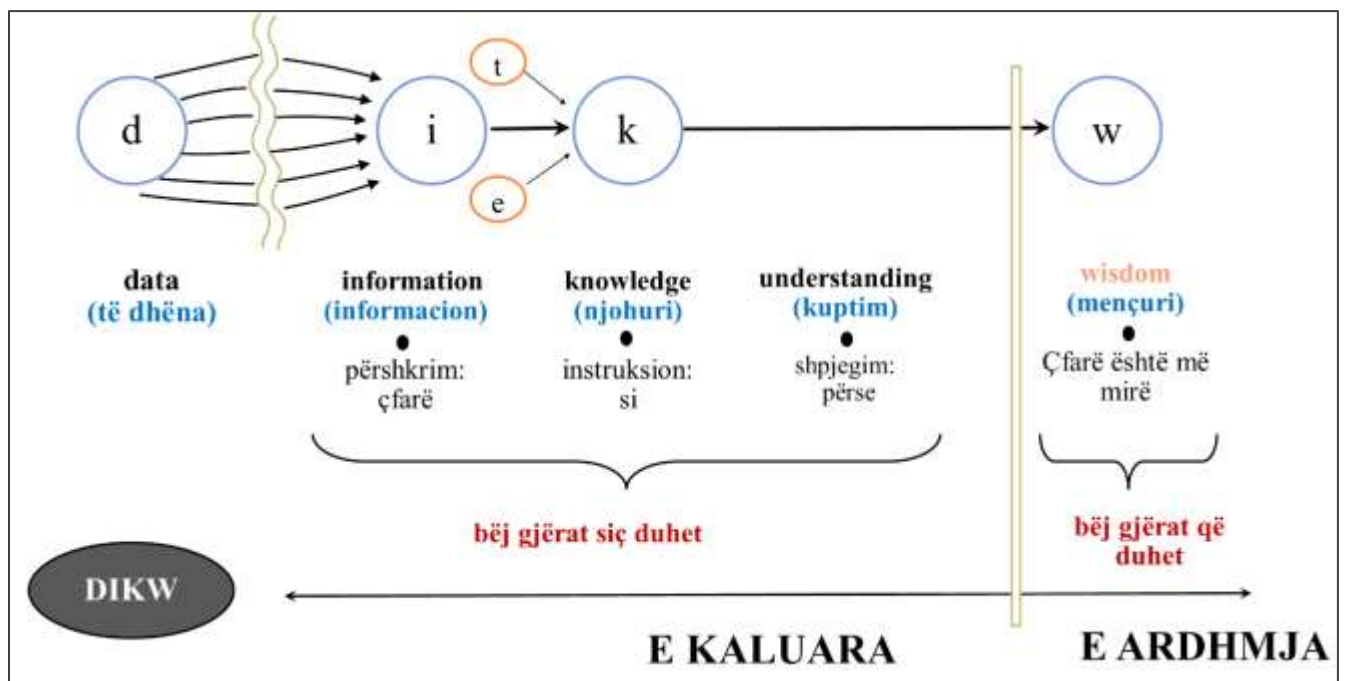 t
d
i
k
w
e
data
(të dhëna)
information
(informacion)
përshkrim:
çfarë
knowledge
(njohuri)
instruksion:
si
understanding
(kuptim)
shpjegim:
përse
wisdom
(mençuri)
Çfarë është më
mirë
bëj gjërat siç duhet
bëj gjërat që
duhet
DIKW
E KALUARA
E ARDHMJA